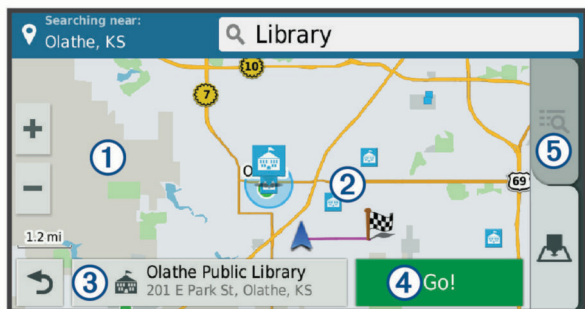 Searching near:
Olathe, KS
Library
10
7
+
1
5
O
2
69
−
1.2 mi
3
Olathe Public Library
201 E Park St, Olathe, KS
4
Go!